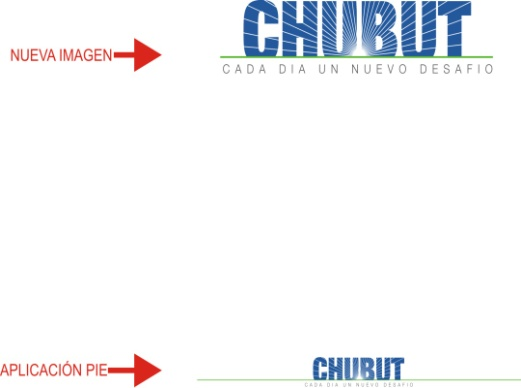 CHUBUT
NUEVA IMAGEN
CADA DIA UN NUEVO DESAFIO
APLICACIÓN PIE
CHUBUT
CADA DIA UN NUEVO DESAFIO